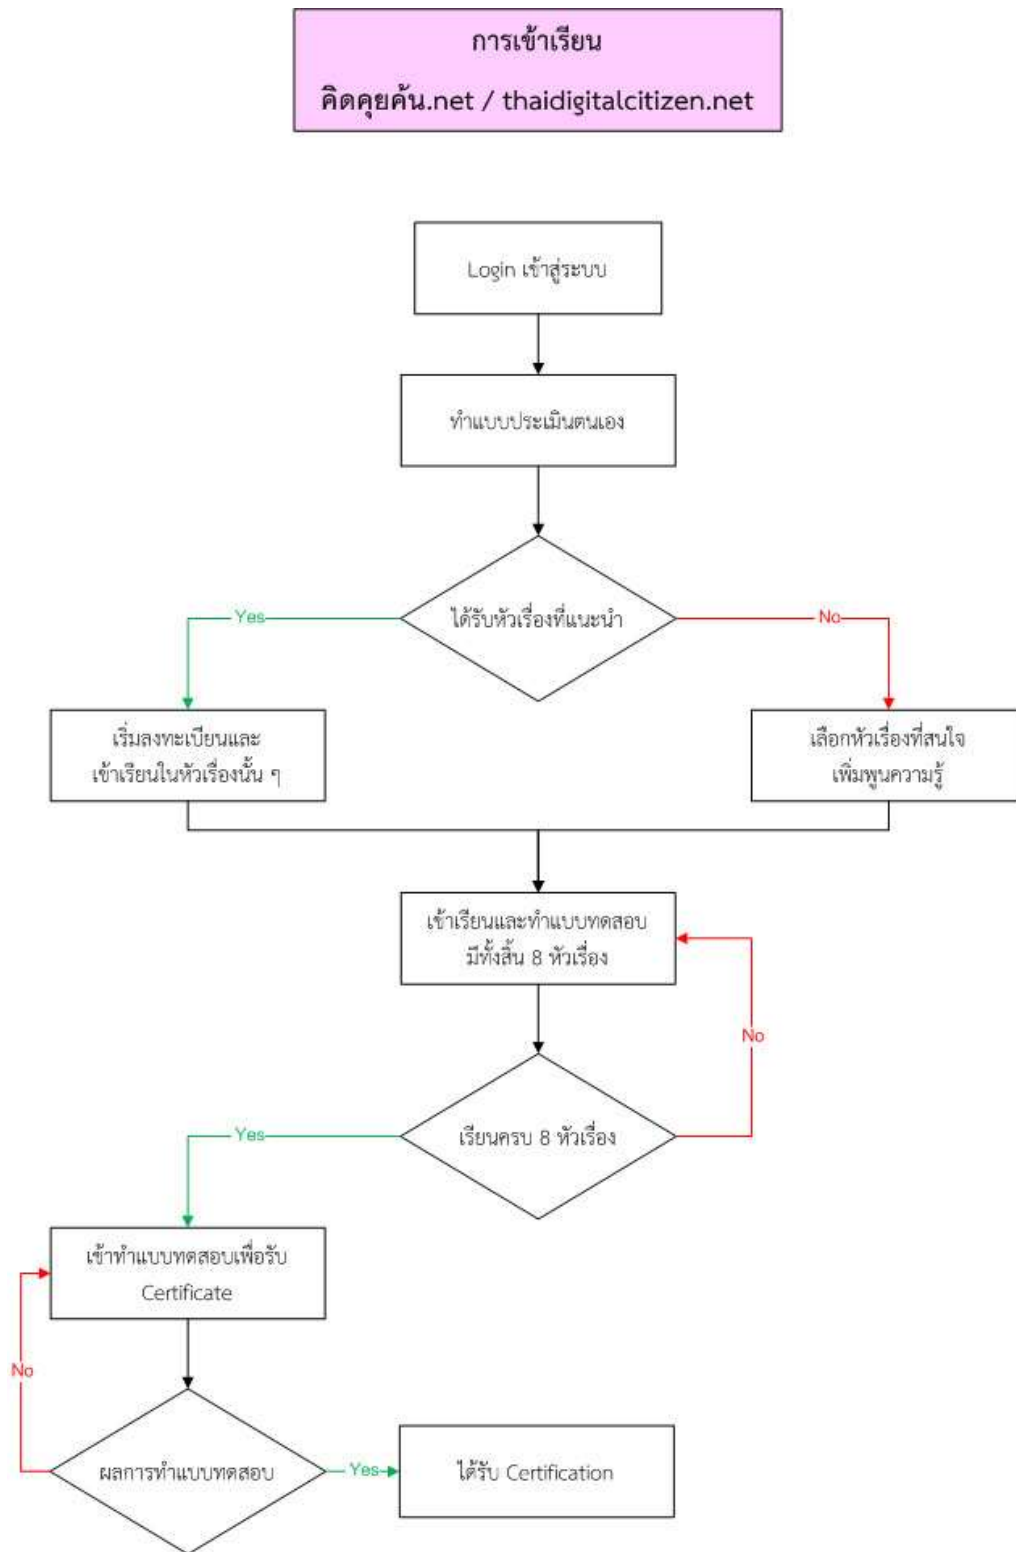 การเข้าเรียน
คิดคุยค้น.net / thaidigitalcitizen.net
Login เข้าสู่ระบบ
ทำแบบประเมินตนเอง
ได้รับหัวเรื่องที่แนะนำ
Yes
No
เริ่มลงทะเบียนและ
เข้าเรียนในหัวเรื่องนั้น ๆ
เลือกหัวเรื่องที่สนใจ
เพิ่มพูนความรู้
เข้าเรียนและทำแบบทดสอบ
มีทั้งสิ้น 8 หัวเรื่อง
No
เรียนครบ 8 หัวเรื่อง
Yes
เข้าทำแบบทดสอบเพื่อรับ
Certificate
No
ผลการทำแบบทดสอบ
Yes
ได้รับ Certification